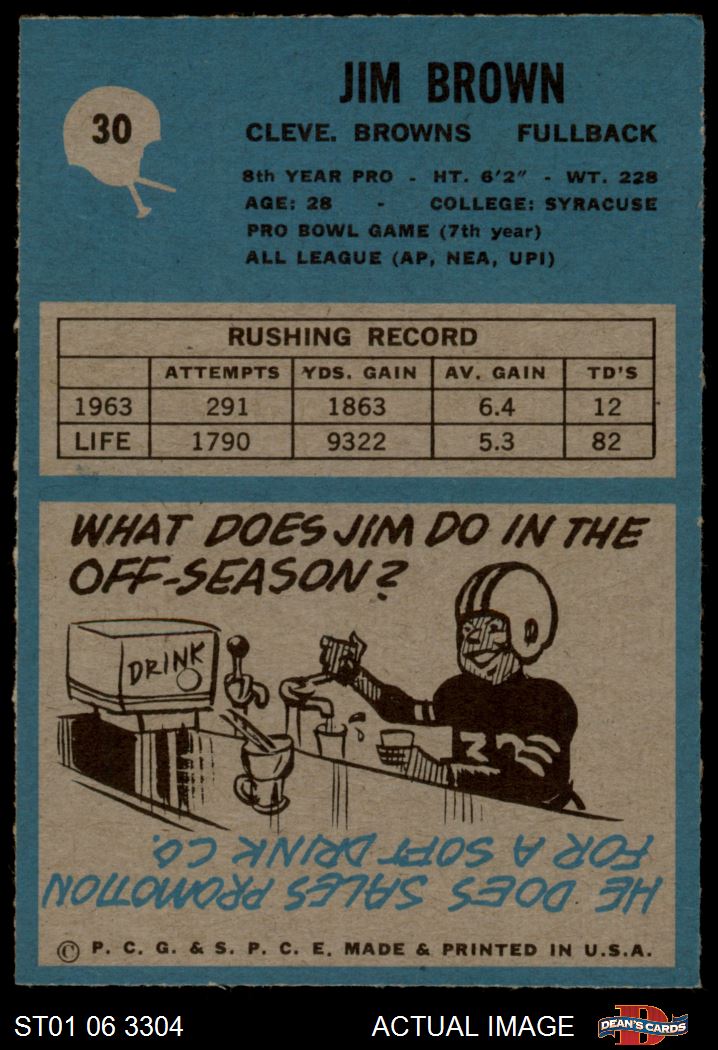 30
JIM BROWN
CLEVE. BROWNS FULLBACK
8th YEAR PRO - HT. 6'2" - WT. 228
AGE: 28 - COLLEGE: SYRACUSE
PRO BOWL GAME (7th year)
ALL LEAGUE (AP, NEA, UPI)
RUSHING RECORD
ATTEMPTS YDS. GAIN AV. GAIN TD'S
1963 291 1863 6.4 12
LIFE 1790 9322 5.3 82
WHAT DOES JIM DO IN THE
OFF-SEASON?
DRINK
HE DOES SALES PROMOTION
FOR A SOFT DRINK CO.
© P. C. G. & S. P. C. E. MADE & PRINTED IN U.S.A.
ST01 06 3304 ACTUAL IMAGE
D
DEAN'S CARDS